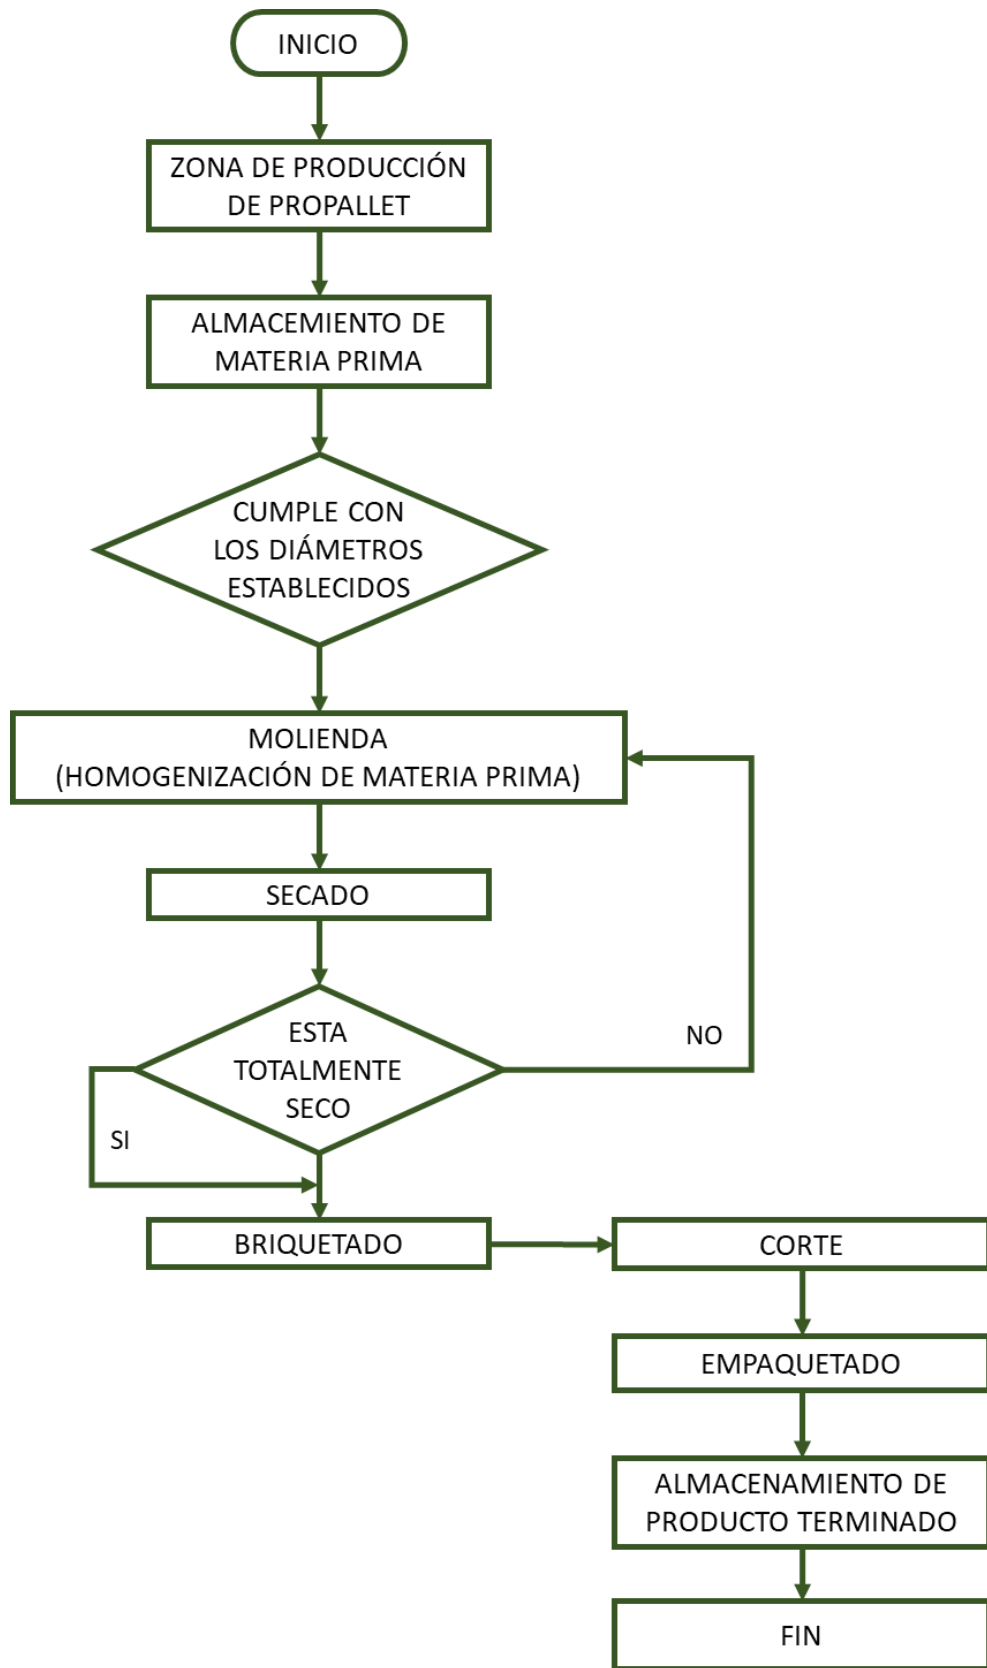 INICIO
ZONA DE PRODUCCIÓN
DE PROPALLET
ALMACEMIENTO DE
MATERIA PRIMA
CUMPLE CON
LOS DIÁMETROS
ESTABLECIDOS
MOLIENDA
(HOMOGENIZACIÓN DE MATERIA PRIMA)
SECADO
ESTA
TOTALMENTE
SECO
NO
SI
BRIQUETADO
CORTE
EMPAQUETADO
ALMACENAMIENTO DE
PRODUCTO TERMINADO
FIN